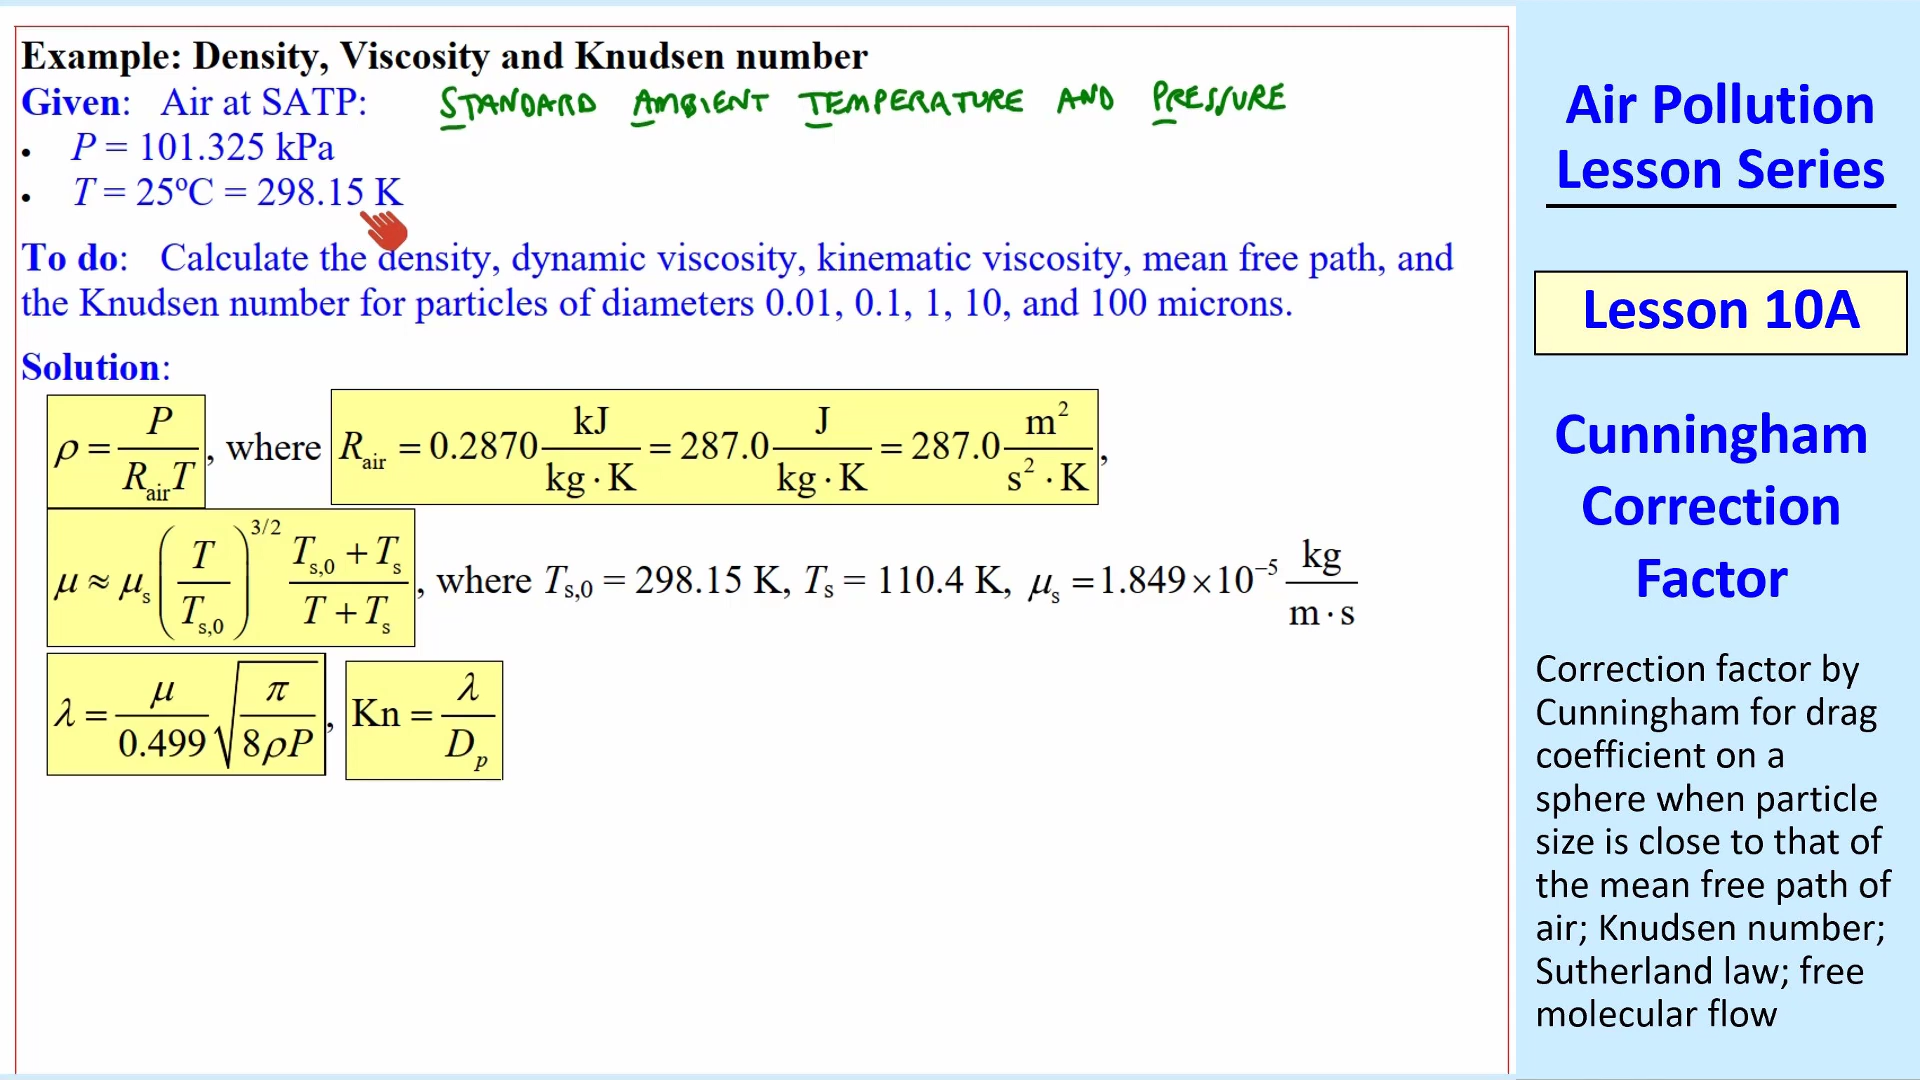 Example: Density, Viscosity and Knudsen number
Given: Air at SATP: STANDARD AMBIENT TEMPERATURE AND PRESSURE
• P = 101.325 kPa
• T = 25°C = 298.15 K
To do: Calculate the density, dynamic viscosity, kinematic viscosity, mean free path, and
the Knudsen number for particles of diameters 0.01, 0.1, 1, 10, and 100 microns.
Solution:
ρ = P / (R_air T), where R_air = 0.2870 kJ/(kg·K) = 287.0 J/(kg·K) = 287.0 m²/(s²·K),
μ ≈ μ_s (T / T_s,0)^3/2 (T_s,0 + T_s) / (T + T_s), where T_s,0 = 298.15 K, T_s = 110.4 K, μ_s = 1.849×10⁻⁵ kg/(m·s)
λ = μ/0.499 √(π/(8ρP)), Kn = λ/D_p
Air Pollution
Lesson Series
Lesson 10A
Cunningham
Correction
Factor
Correction factor by
Cunningham for drag
coefficient on a
sphere when particle
size is close to that of
the mean free path of
air; Knudsen number;
Sutherland law; free
molecular flow